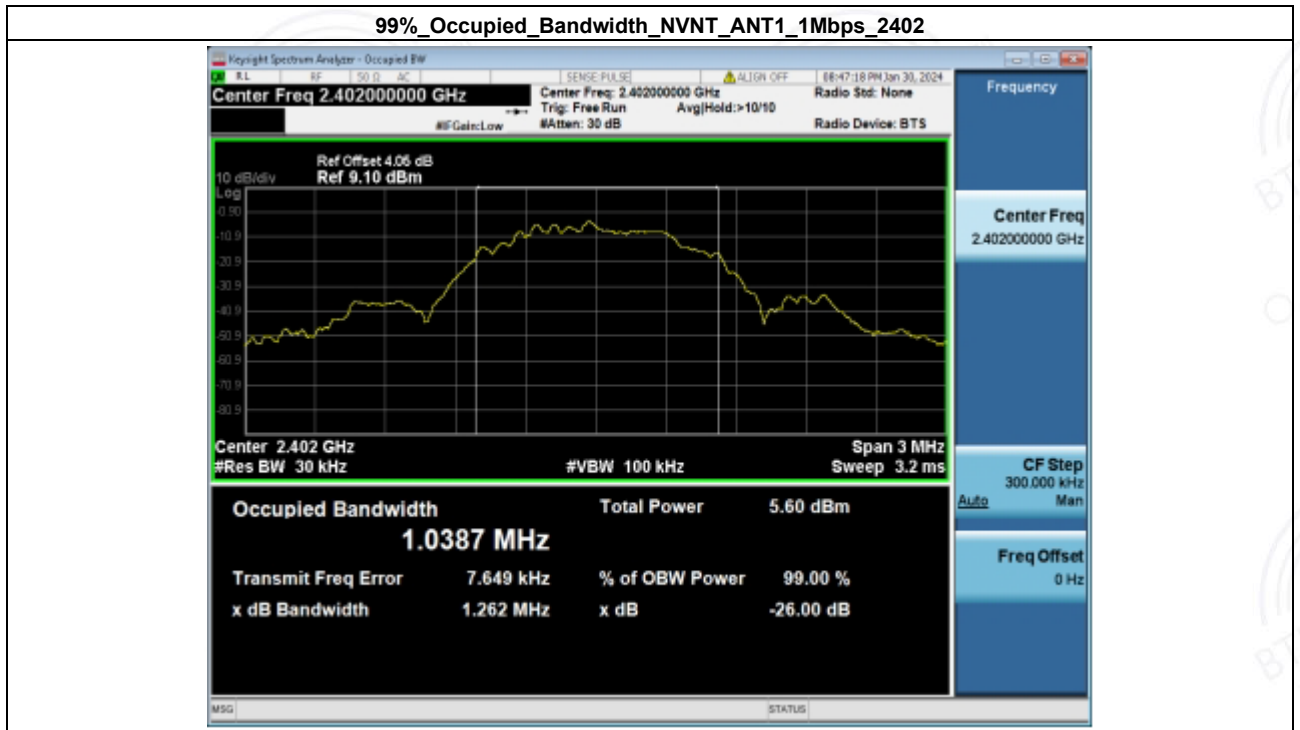 99%_Occupied_Bandwidth_NVNT_ANT1_1Mbps_2402
Keysight Spectrum Analyzer - Occupied BW
RL RF 50 Ω AC SENSE:PULSE ALIGN OFF 08:47:18 PM Jan 30, 2024
Center Freq 2.402000000 GHz
Center Freq: 2.402000000 GHz
Radio Std: None
Trig: Free Run Avg|Hold:>10/10
#IFGain:Low #Atten: 30 dB Radio Device: BTS
Frequency
Ref Offset 4.06 dB
10 dB/div Ref 9.10 dBm
Log
-0.90
-10.9
-20.9
-30.9
-40.9
-50.9
-60.9
-70.9
-80.9
Center 2.402 GHz Span 3 MHz
#Res BW 30 kHz #VBW 100 kHz Sweep 3.2 ms
Center Freq
2.402000000 GHz
CF Step
300.000 kHz
Auto Man
Freq Offset
0 Hz
Occupied Bandwidth Total Power 5.60 dBm
1.0387 MHz
Transmit Freq Error 7.649 kHz % of OBW Power 99.00 %
x dB Bandwidth 1.262 MHz x dB -26.00 dB
MSG STATUS